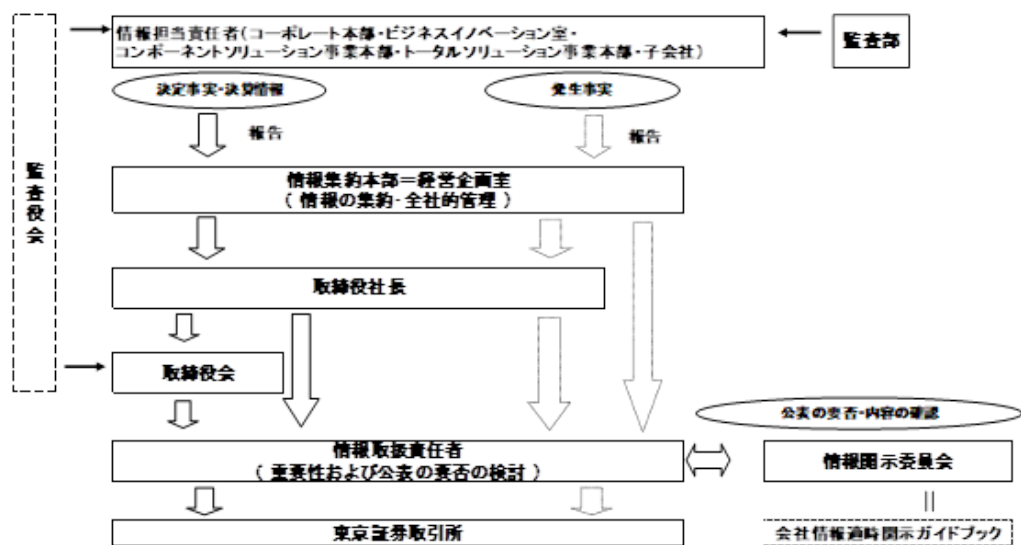 情報担当責任者(コーポレート本部・ビジネスイノベーション室・
コンポーネントソリューション事業本部・トータルソリューション事業本部・子会社)
監査部
決定事実・決算情報
発生事実
報告
報告
監査役会
情報集約本部=経営企画室
( 情報の集約・全社的管理 )
取締役社長
取締役会
公表の要否・内容の確認
情報取扱責任者
( 重要性および公表の要否の検討 )
情報開示委員会
東京証券取引所
会社情報適時開示ガイドブック